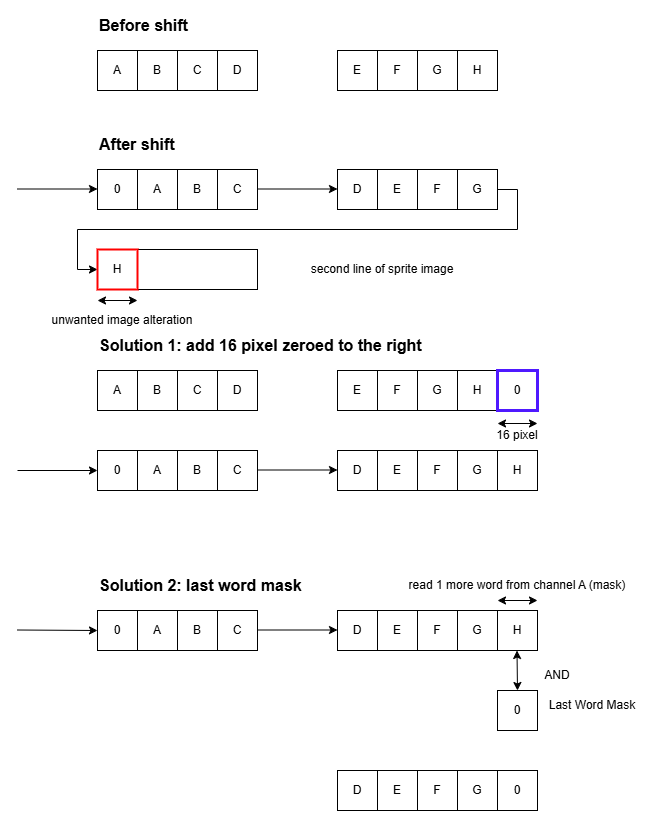 Before shift
A B C D E F G H
After shift
0 A B C D E F G
H second line of sprite image
unwanted image alteration
Solution 1: add 16 pixel zeroed to the right
A B C D E F G H 0
16 pixel
0 A B C D E F G H
Solution 2: last word mask
read 1 more word from channel A (mask)
0 A B C D E F G H
AND
0 Last Word Mask
D E F G 0